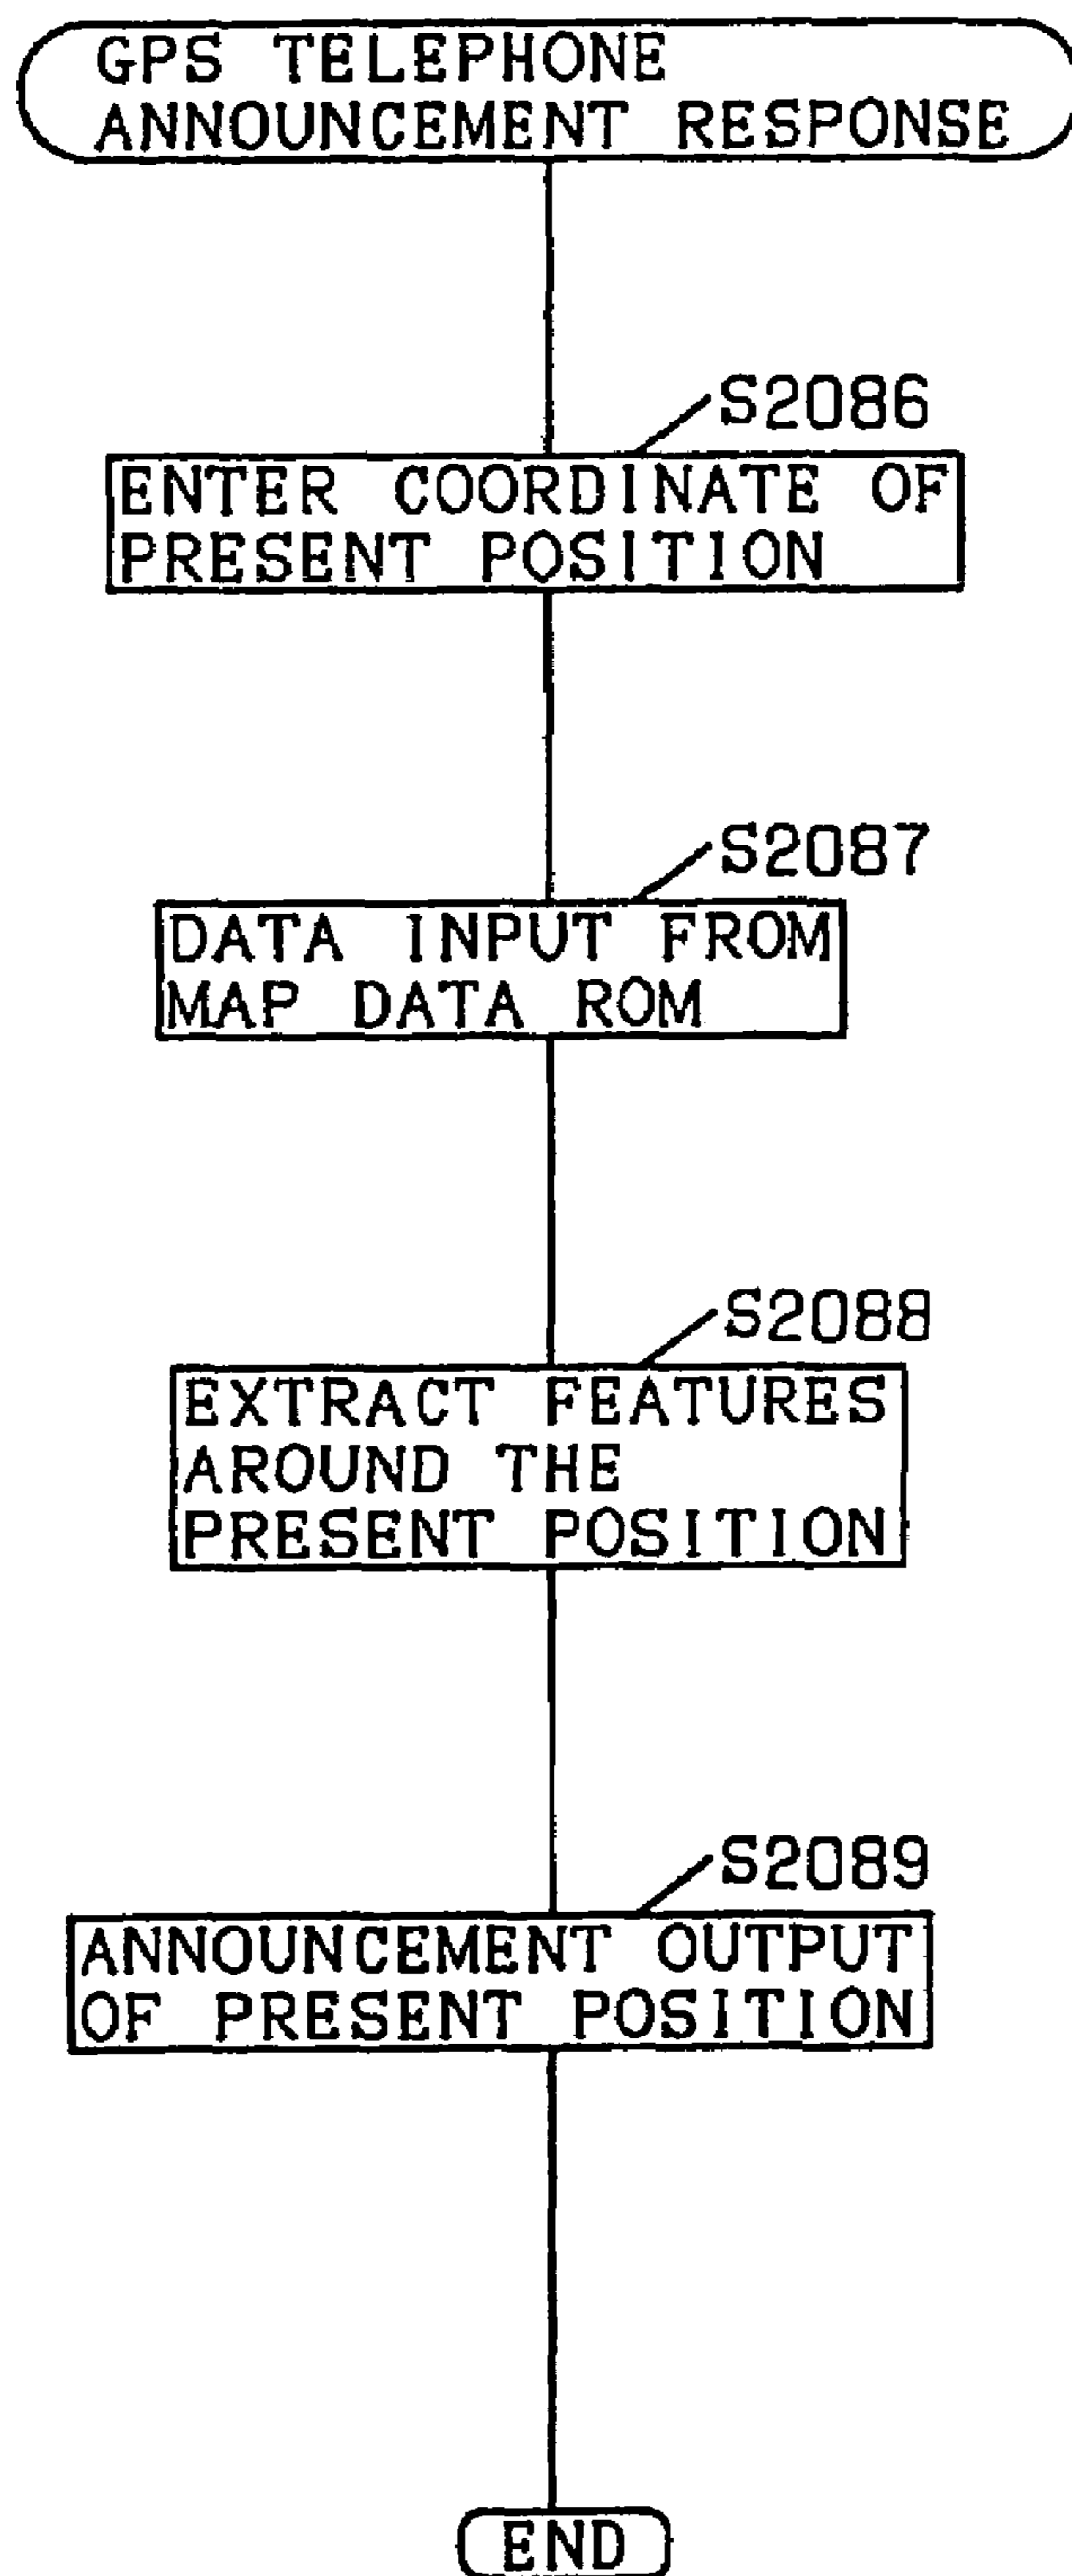 GPS TELEPHONE
ANNOUNCEMENT RESPONSE
S2086
ENTER COORDINATE OF
PRESENT POSITION
S2087
DATA INPUT FROM
MAP DATA ROM
S2088
EXTRACT FEATURES
AROUND THE
PRESENT POSITION
S2089
ANNOUNCEMENT OUTPUT
OF PRESENT POSITION
END